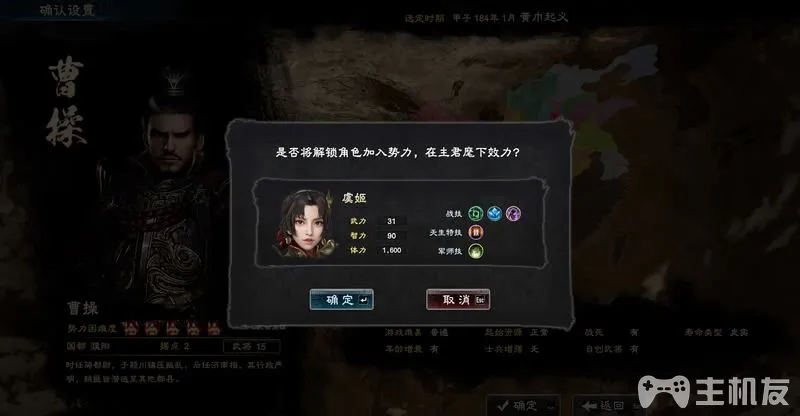 确认设置
选定时期 甲子 184年 1月 黄巾起义
曹操
是否将解锁角色加入势力，在主君麾下效力？
虞姬
武力 31
智力 90
体力 1,600
战技
天生特技
军师技
确定
取消 Esc
曹操
势力困难度
国都 濮阳 据点 2 武将 15
游戏难易 普通 起始资源 正常 战死 有 寿命类型 史实
年龄增长 有 士兵增薄 无 自创武将 有
确定
返回
主机友